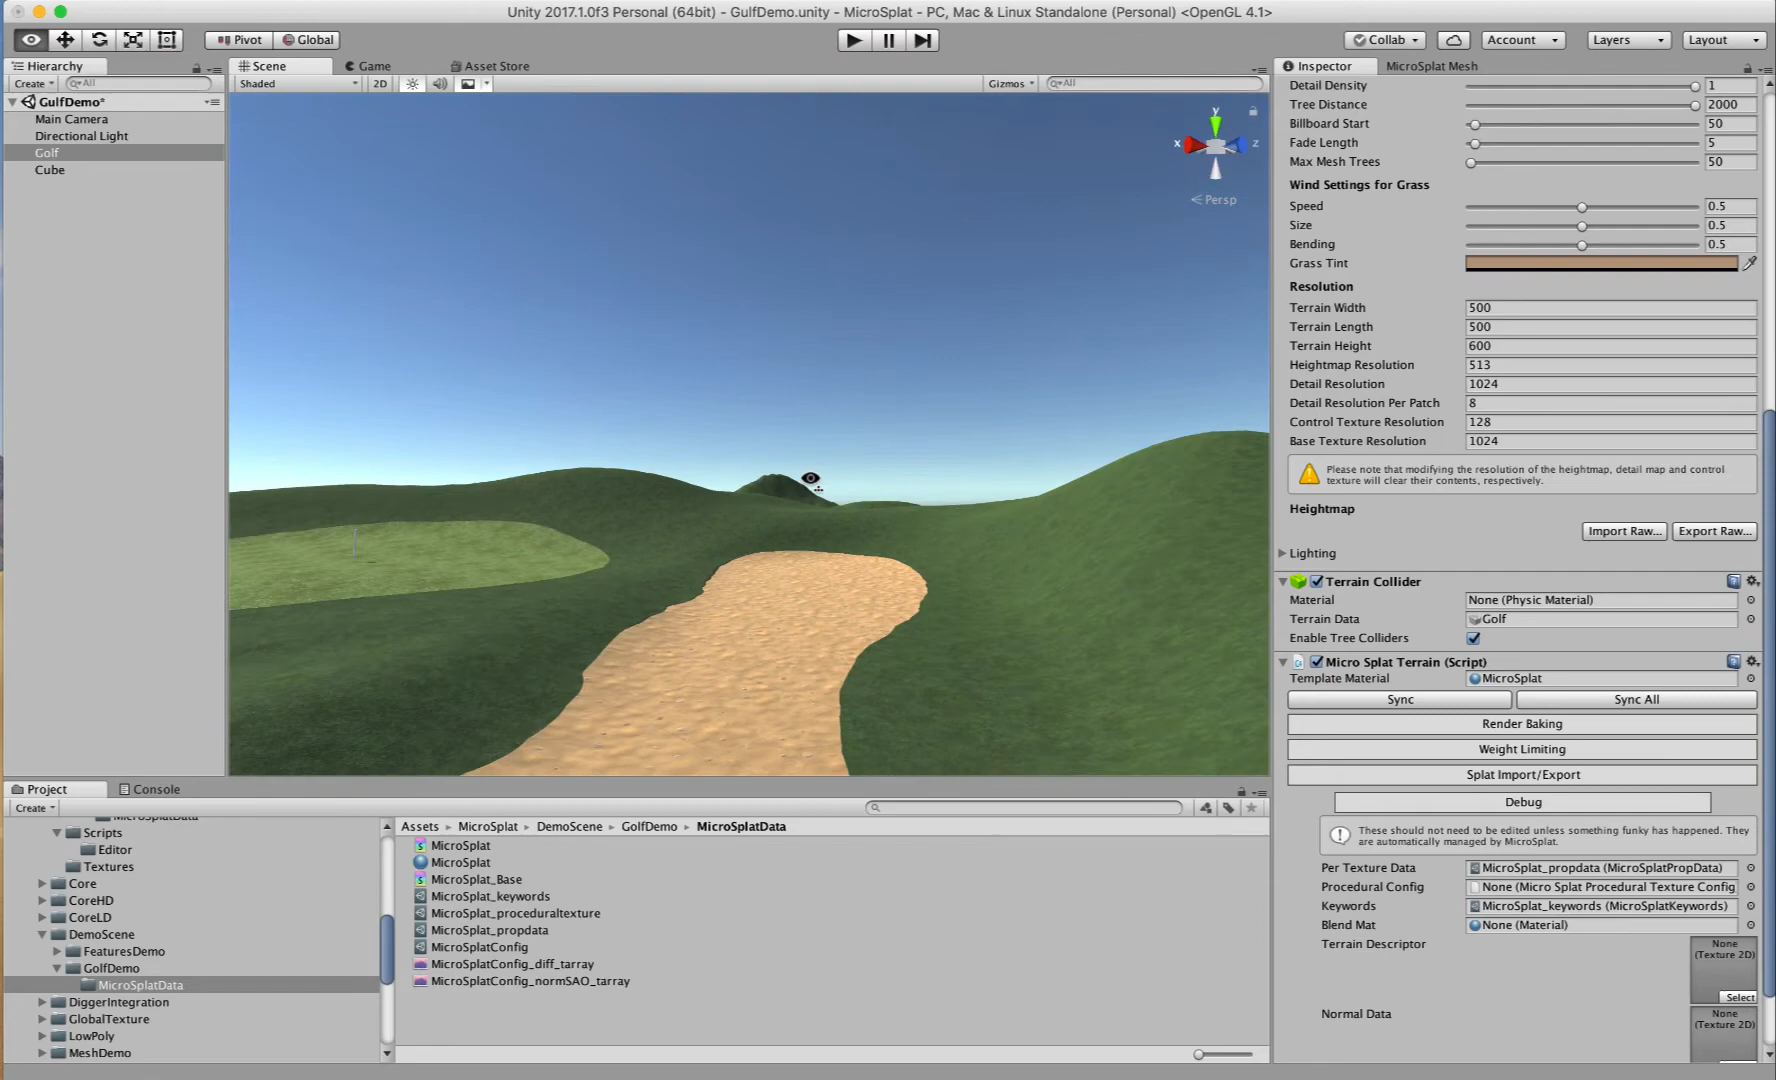 Unity 2017.1.0f3 Personal (64bit) - GulfDemo.unity - MicroSplat - PC, Mac & Linux Standalone (Personal) <OpenGL 4.1>
Pivot Global Collab Account Layers Layout
Hierarchy
Create All
GulfDemo*
Main Camera
Directional Light
Golf
Cube
Scene Game Asset Store
Shaded 2D Gizmos All
y
x z
Persp
Inspector MicroSplat Mesh
Detail Density 1
Tree Distance 2000
Billboard Start 50
Fade Length 5
Max Mesh Trees 50
Wind Settings for Grass
Speed 0.5
Size 0.5
Bending 0.5
Grass Tint
Resolution
Terrain Width 500
Terrain Length 500
Terrain Height 600
Heightmap Resolution 513
Detail Resolution 1024
Detail Resolution Per Patch 8
Control Texture Resolution 128
Base Texture Resolution 1024
Please note that modifying the resolution of the heightmap, detail map and control
texture will clear their contents, respectively.
Heightmap
Import Raw... Export Raw...
Lighting
Terrain Collider
Material None (Physic Material)
Terrain Data Golf
Enable Tree Colliders
Micro Splat Terrain (Script)
Template Material MicroSplat
Sync Sync All
Render Baking
Weight Limiting
Splat Import/Export
Debug
These should not need to be edited unless something funky has happened. They
are automatically managed by MicroSplat.
Per Texture Data MicroSplat_propdata (MicroSplatPropData)
Procedural Config None (Micro Splat Procedural Texture Config
Keywords MicroSplat_keywords (MicroSplatKeywords)
Blend Mat None (Material)
Terrain Descriptor None
(Texture 2D)
Select
Normal Data None
(Texture 2D)
Project Console
Create
MicroSplatData
Scripts
Editor
Textures
Core
CoreHD
CoreLD
DemoScene
FeaturesDemo
GolfDemo
MicroSplatData
DiggerIntegration
GlobalTexture
LowPoly
MeshDemo
Assets MicroSplat DemoScene GolfDemo MicroSplatData
MicroSplat
MicroSplat
MicroSplat_Base
MicroSplat_keywords
MicroSplat_proceduraltexture
MicroSplat_propdata
MicroSplatConfig
MicroSplatConfig_diff_tarray
MicroSplatConfig_normSAO_tarray